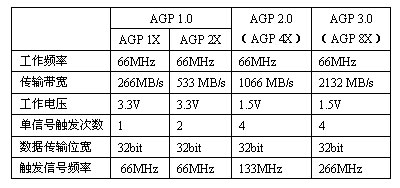 AGP 1.0 AGP 2.0 AGP 3.0
AGP 1X AGP 2X （AGP 4X） （AGP 8X）
工作频率 66MHz 66MHz 66MHz 66MHz
传输带宽 266MB/s 533 MB/s 1066 MB/s 2132 MB/s
工作电压 3.3V 3.3V 1.5V 1.5V
单信号触发次数 1 2 4 4
数据传输位宽 32bit 32bit 32bit 32bit
触发信号频率 66MHz 66MHz 133MHz 266MHz